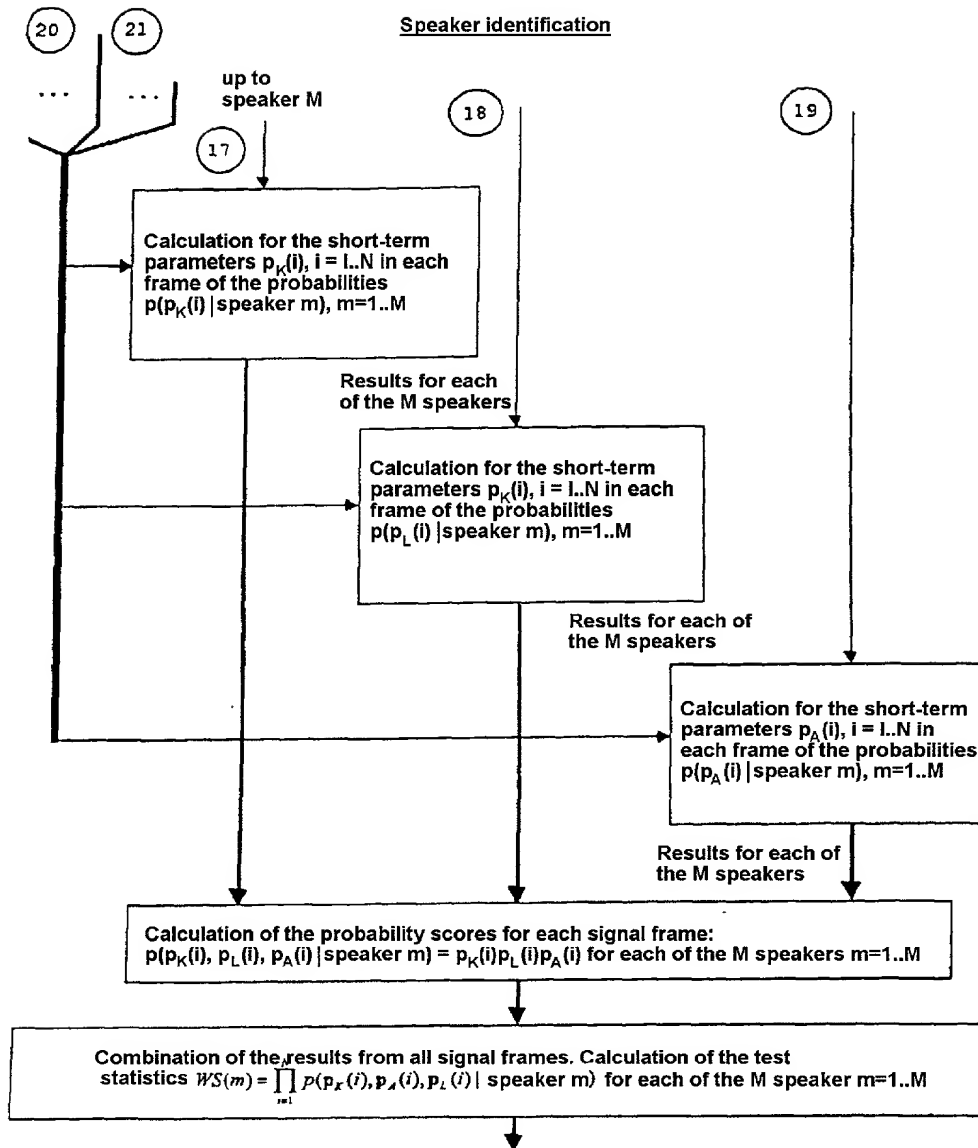 Speaker identification
20 21
... ...
up to
speaker M
17
18
19
Calculation for the short-term
parameters p_K(i), i = I..N in each
frame of the probabilities
p(p_K(i) | speaker m), m=1..M
Results for each
of the M speakers
Calculation for the short-term
parameters p_K(i), i = I..N in each
frame of the probabilities
p(p_L(i) | speaker m), m=1..M
Results for each of
the M speakers
Calculation for the short-term
parameters p_A(i), i = I..N in
each frame of the probabilities
p(p_A(i) | speaker m), m=1..M
Results for each of
the M speakers
Calculation of the probability scores for each signal frame:
p(p_K(i), p_L(i), p_A(i) | speaker m) = p_K(i)p_L(i)p_A(i) for each of the M speakers m=1..M
Combination of the results from all signal frames. Calculation of the test
statistics WS(m) = ∏_{i=1} p(p_K(i), p_A(i), p_L(i) | speaker m) for each of the M speaker m=1..M